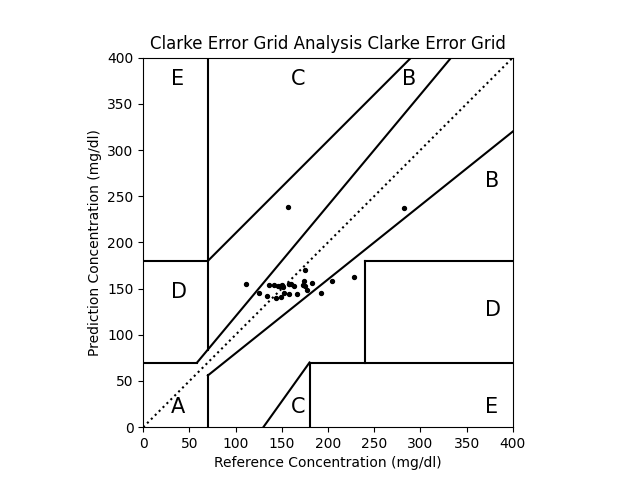 Clarke Error Grid Analysis Clarke Error Grid
400
350
300
250
200
150
100
50
0
Prediction Concentration (mg/dl)
E
C
B
B
D
D
A
C
E
0 50 100 150 200 250 300 350 400
Reference Concentration (mg/dl)